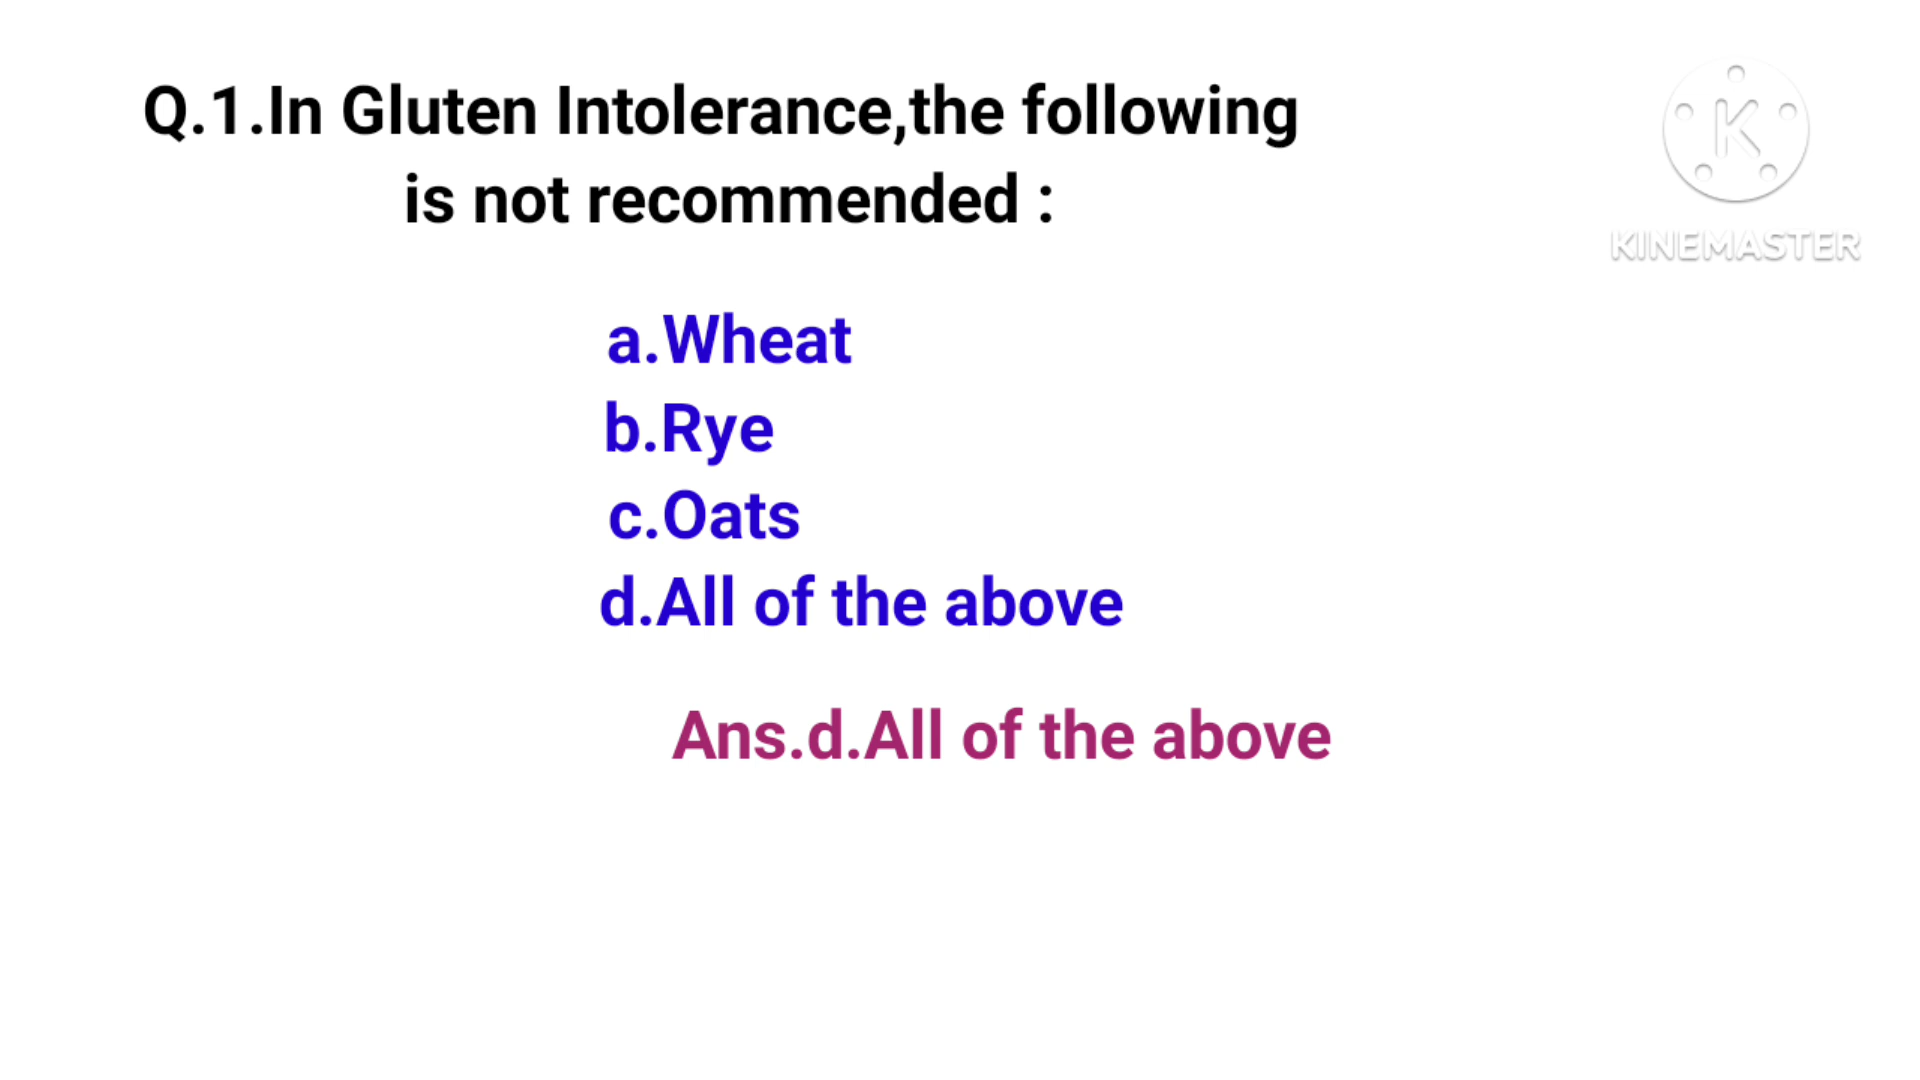 Q.1.In Gluten Intolerance,the following
is not recommended :
K
KINEMASTER
a.Wheat
b.Rye
c.Oats
d.All of the above
Ans.d.All of the above